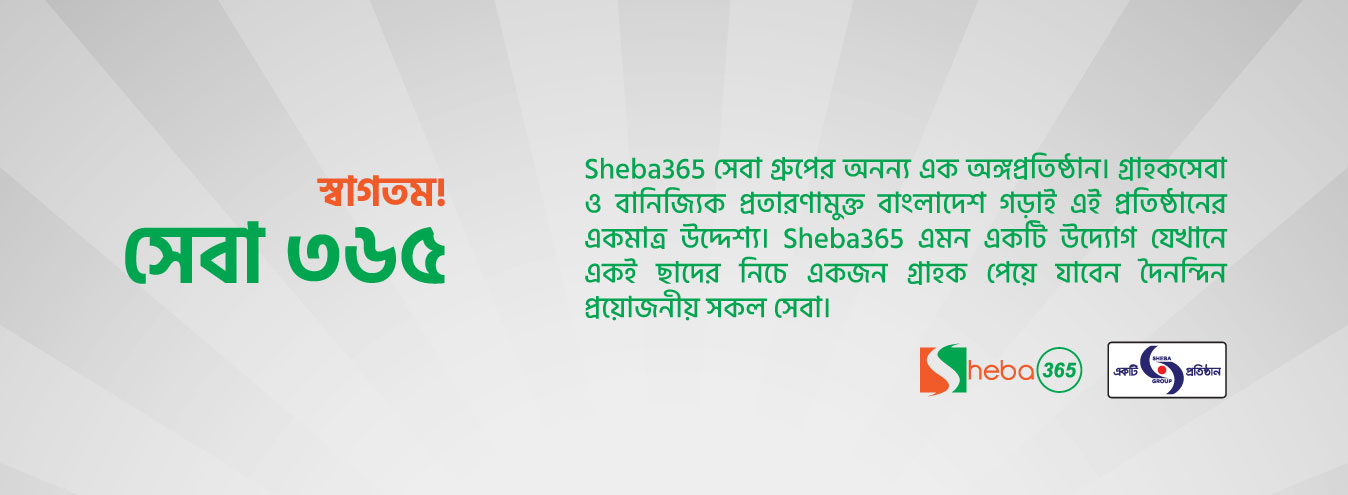 স্বাগতম!
সেবা ৩৬৫
Sheba365 সেবা গ্রুপের অনন্য এক অঙ্গপ্রতিষ্ঠান। গ্রাহকসেবা
ও বানিজ্যিক প্রতারণামুক্ত বাংলাদেশ গড়াই এই প্রতিষ্ঠানের
একমাত্র উদ্দেশ্য। Sheba365 এমন একটি উদ্যোগ যেখানে
একই ছাদের নিচে একজন গ্রাহক পেয়ে যাবেন দৈনন্দিন
প্রয়োজনীয় সকল সেবা।
Sheba 365
একটি SHEBA GROUP প্রতিষ্ঠান